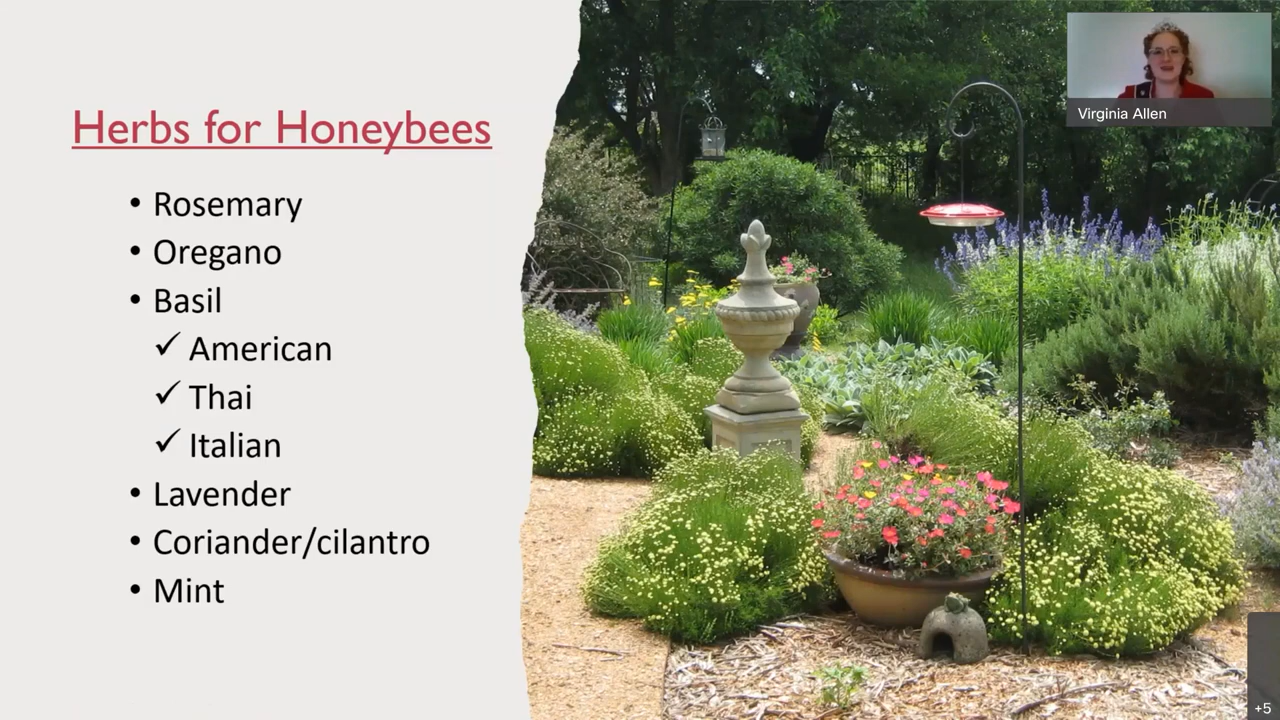 Herbs for Honeybees
• Rosemary
• Oregano
• Basil
✓ American
✓ Thai
✓ Italian
• Lavender
• Coriander/cilantro
• Mint
Virginia Allen
+5